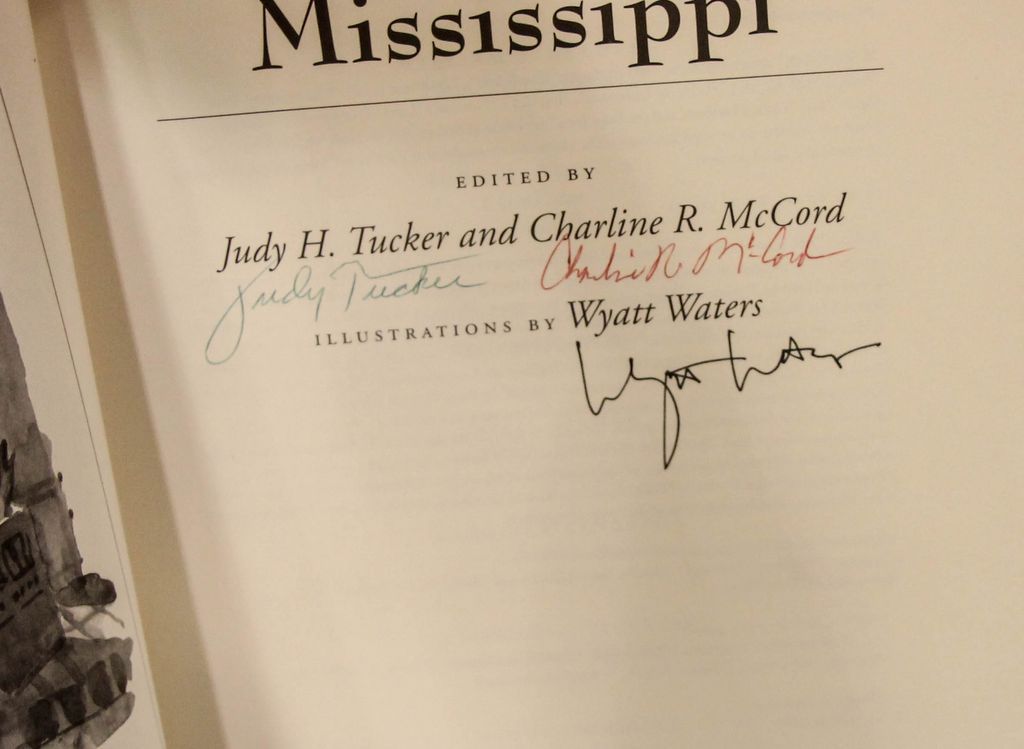 Mississippi
EDITED BY
Judy H. Tucker and Charline R. McCord
Judy Tucker Charline R. McCord
ILLUSTRATIONS BY Wyatt Waters
Wyatt Waters